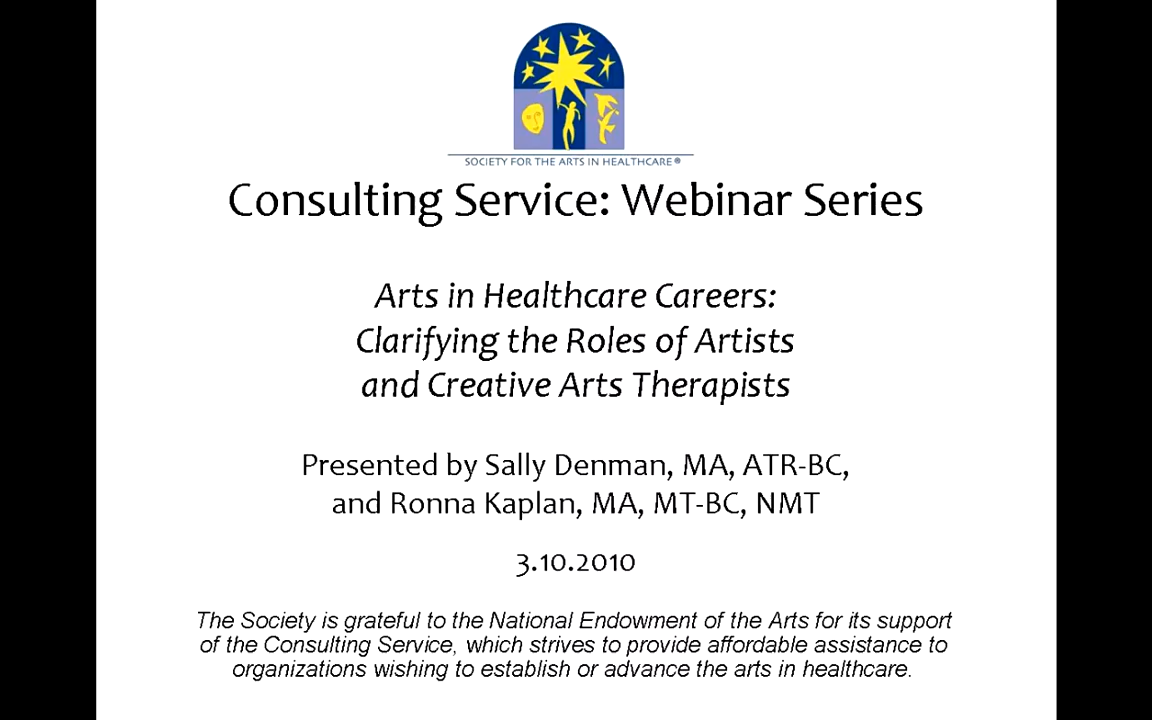 SOCIETY FOR THE ARTS IN HEALTHCARE®
Consulting Service: Webinar Series
Arts in Healthcare Careers:
Clarifying the Roles of Artists
and Creative Arts Therapists
Presented by Sally Denman, MA, ATR-BC,
and Ronna Kaplan, MA, MT-BC, NMT
3.10.2010
The Society is grateful to the National Endowment of the Arts for its support
of the Consulting Service, which strives to provide affordable assistance to
organizations wishing to establish or advance the arts in healthcare.